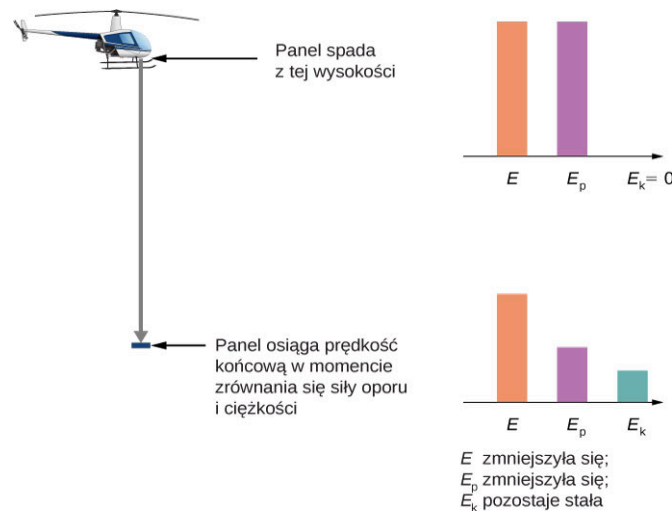 Panel spada
z tej wysokości
E
Eₚ
Eₖ= 0
Panel osiąga prędkość
końcową w momencie
zrównania się siły oporu
i ciężkości
E
Eₚ
Eₖ
E zmniejszyła się;
Eₚ zmniejszyła się;
Eₖ pozostaje stała